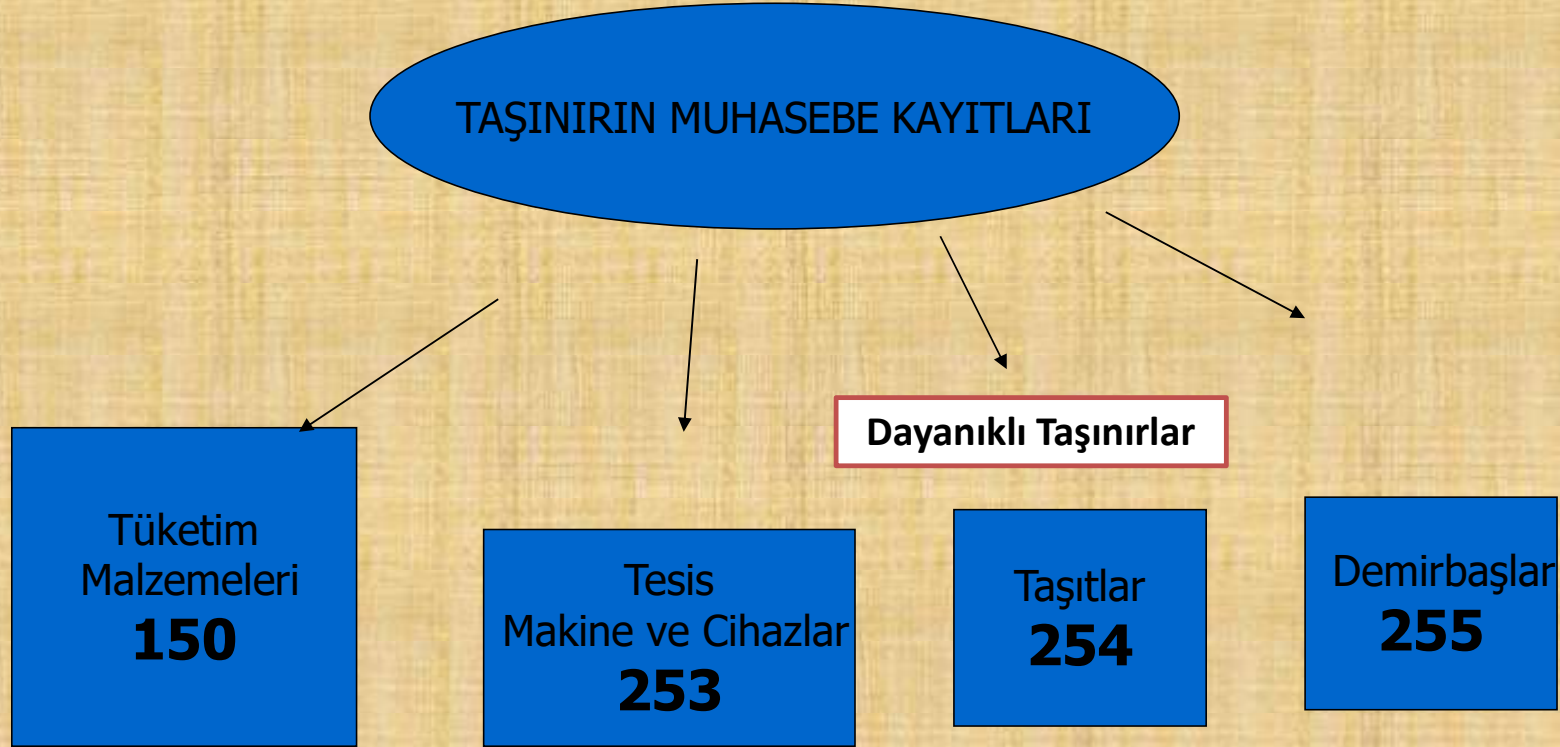 TAŞINIRIN MUHASEBE KAYITLARI
Dayanıklı Taşınırlar
Tüketim
Malzemeleri
150
Tesis
Makine ve Cihazlar
253
Taşıtlar
254
Demirbaşlar
255